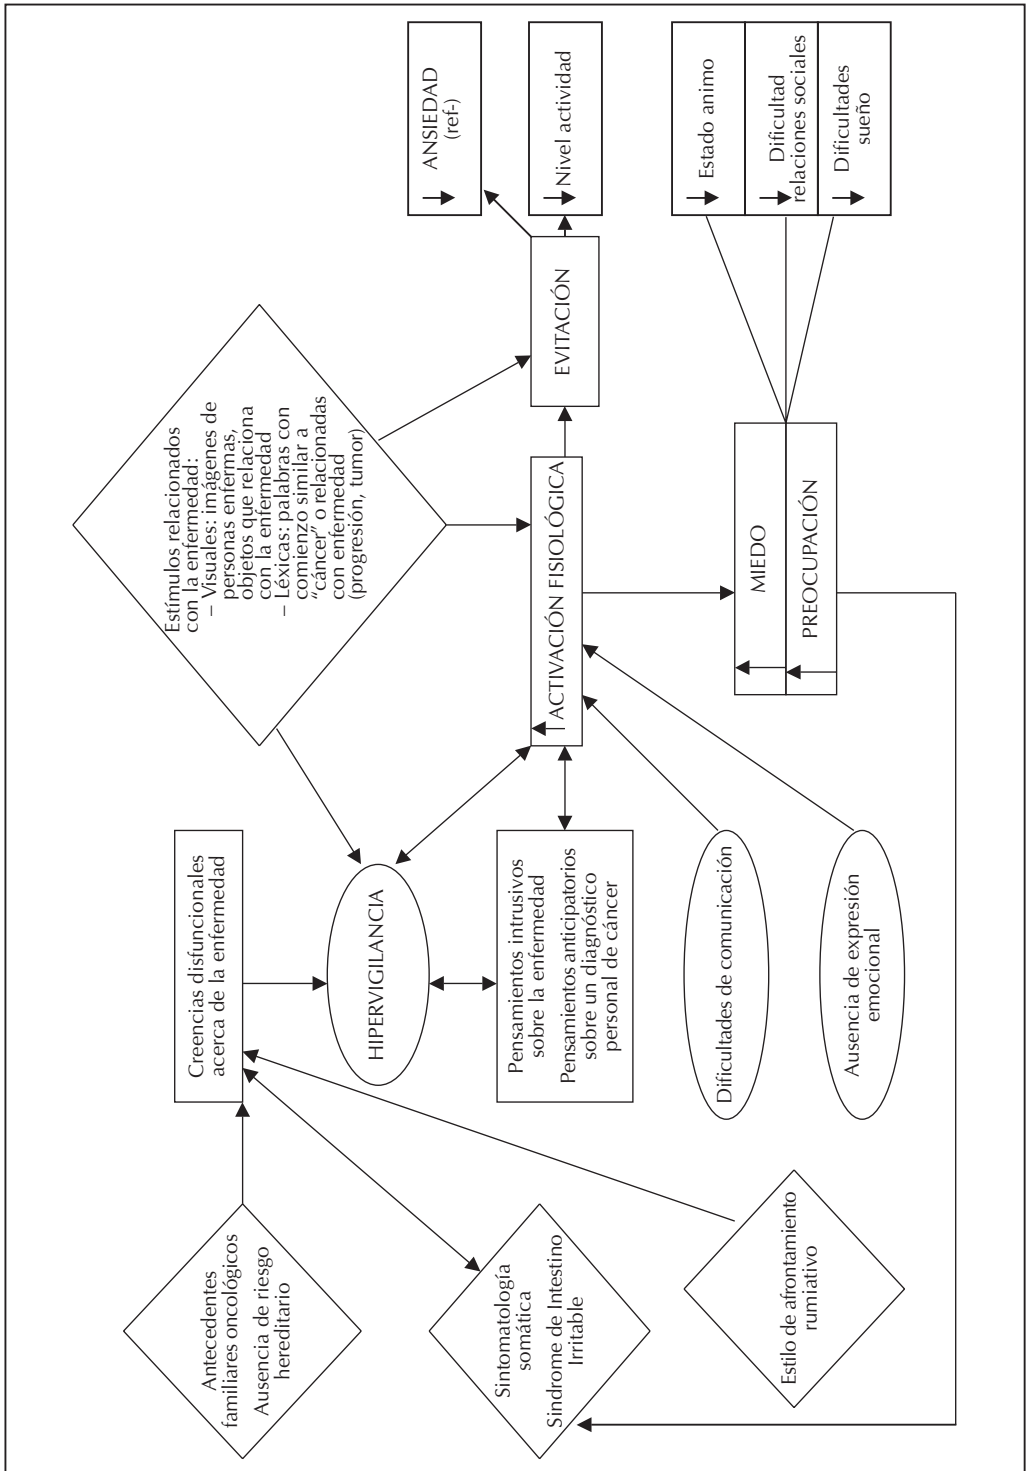 Antecedentes
familiares oncológicos
Ausencia de riesgo
hereditario
Creencias disfuncionales
acerca de la enfermedad
Estímulos relacionados
con la enfermedad:
– Visuales: imágenes de
personas enfermas,
objetos que relaciona
con la enfermedad
– Léxicas: palabras con
comienzo similar a
“cáncer” o relacionadas
con enfermedad
(progresión, tumor)
ANSIEDAD
(ref-)
HIPERVIGILANCIA
Nivel actividad
Sintomatología
somática
Sindrome de Intestino
Irritable
Pensamientos intrusivos
sobre la enfermedad
Pensamientos anticipatorios
sobre un diagnóstico
personal de cáncer
ACTIVACIÓN FISIOLÓGICA
EVITACIÓN
Estilo de afrontamiento
rumiativo
Dificultades de comunicación
MIEDO
PREOCUPACIÓN
Estado animo
Dificultad
relaciones sociales
Dificultades
sueño
Ausencia de expresión
emocional